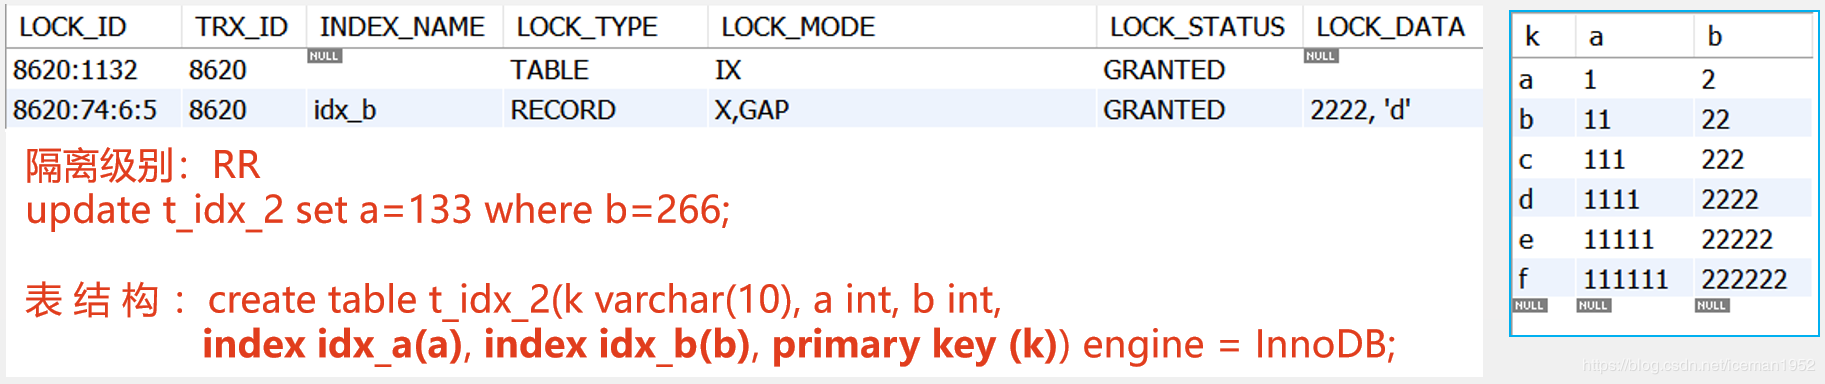 LOCK_ID TRX_ID INDEX_NAME LOCK_TYPE LOCK_MODE LOCK_STATUS LOCK_DATA
8620:1132 8620 NULL TABLE IX GRANTED NULL
8620:74:6:5 8620 idx_b RECORD X,GAP GRANTED 2222, 'd'
隔离级别：RR
update t_idx_2 set a=133 where b=266;
表 结 构 ：create table t_idx_2(k varchar(10), a int, b int,
index idx_a(a), index idx_b(b), primary key (k)) engine = InnoDB;
k a b
a 1 2
b 11 22
c 111 222
d 1111 2222
e 11111 22222
f 111111 222222
NULL NULL NULL
https://blog.csdn.net/iceman1952